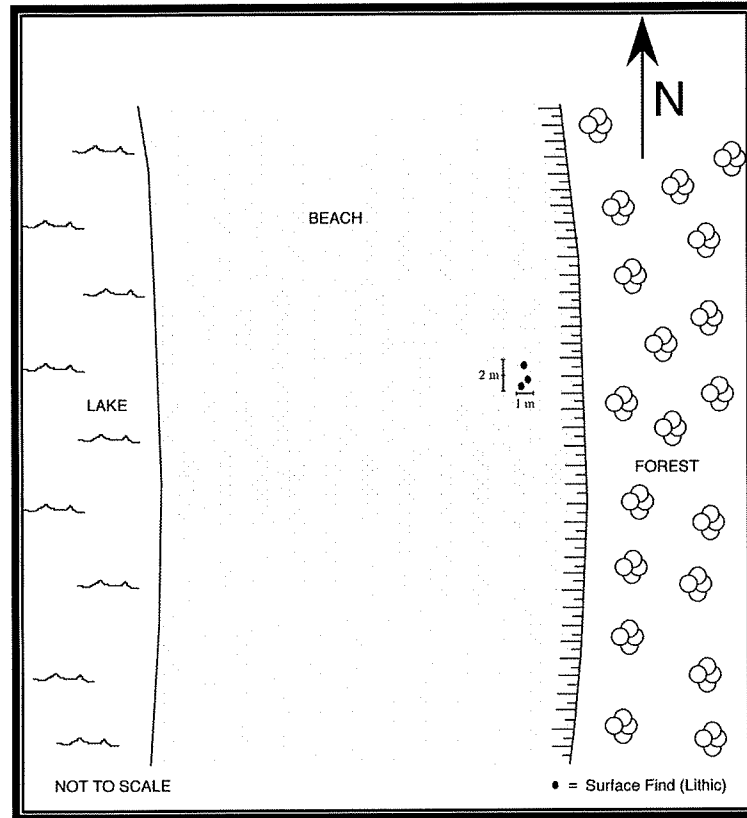 N
BEACH
2 m
1 m
LAKE
FOREST
NOT TO SCALE
= Surface Find (Lithic)